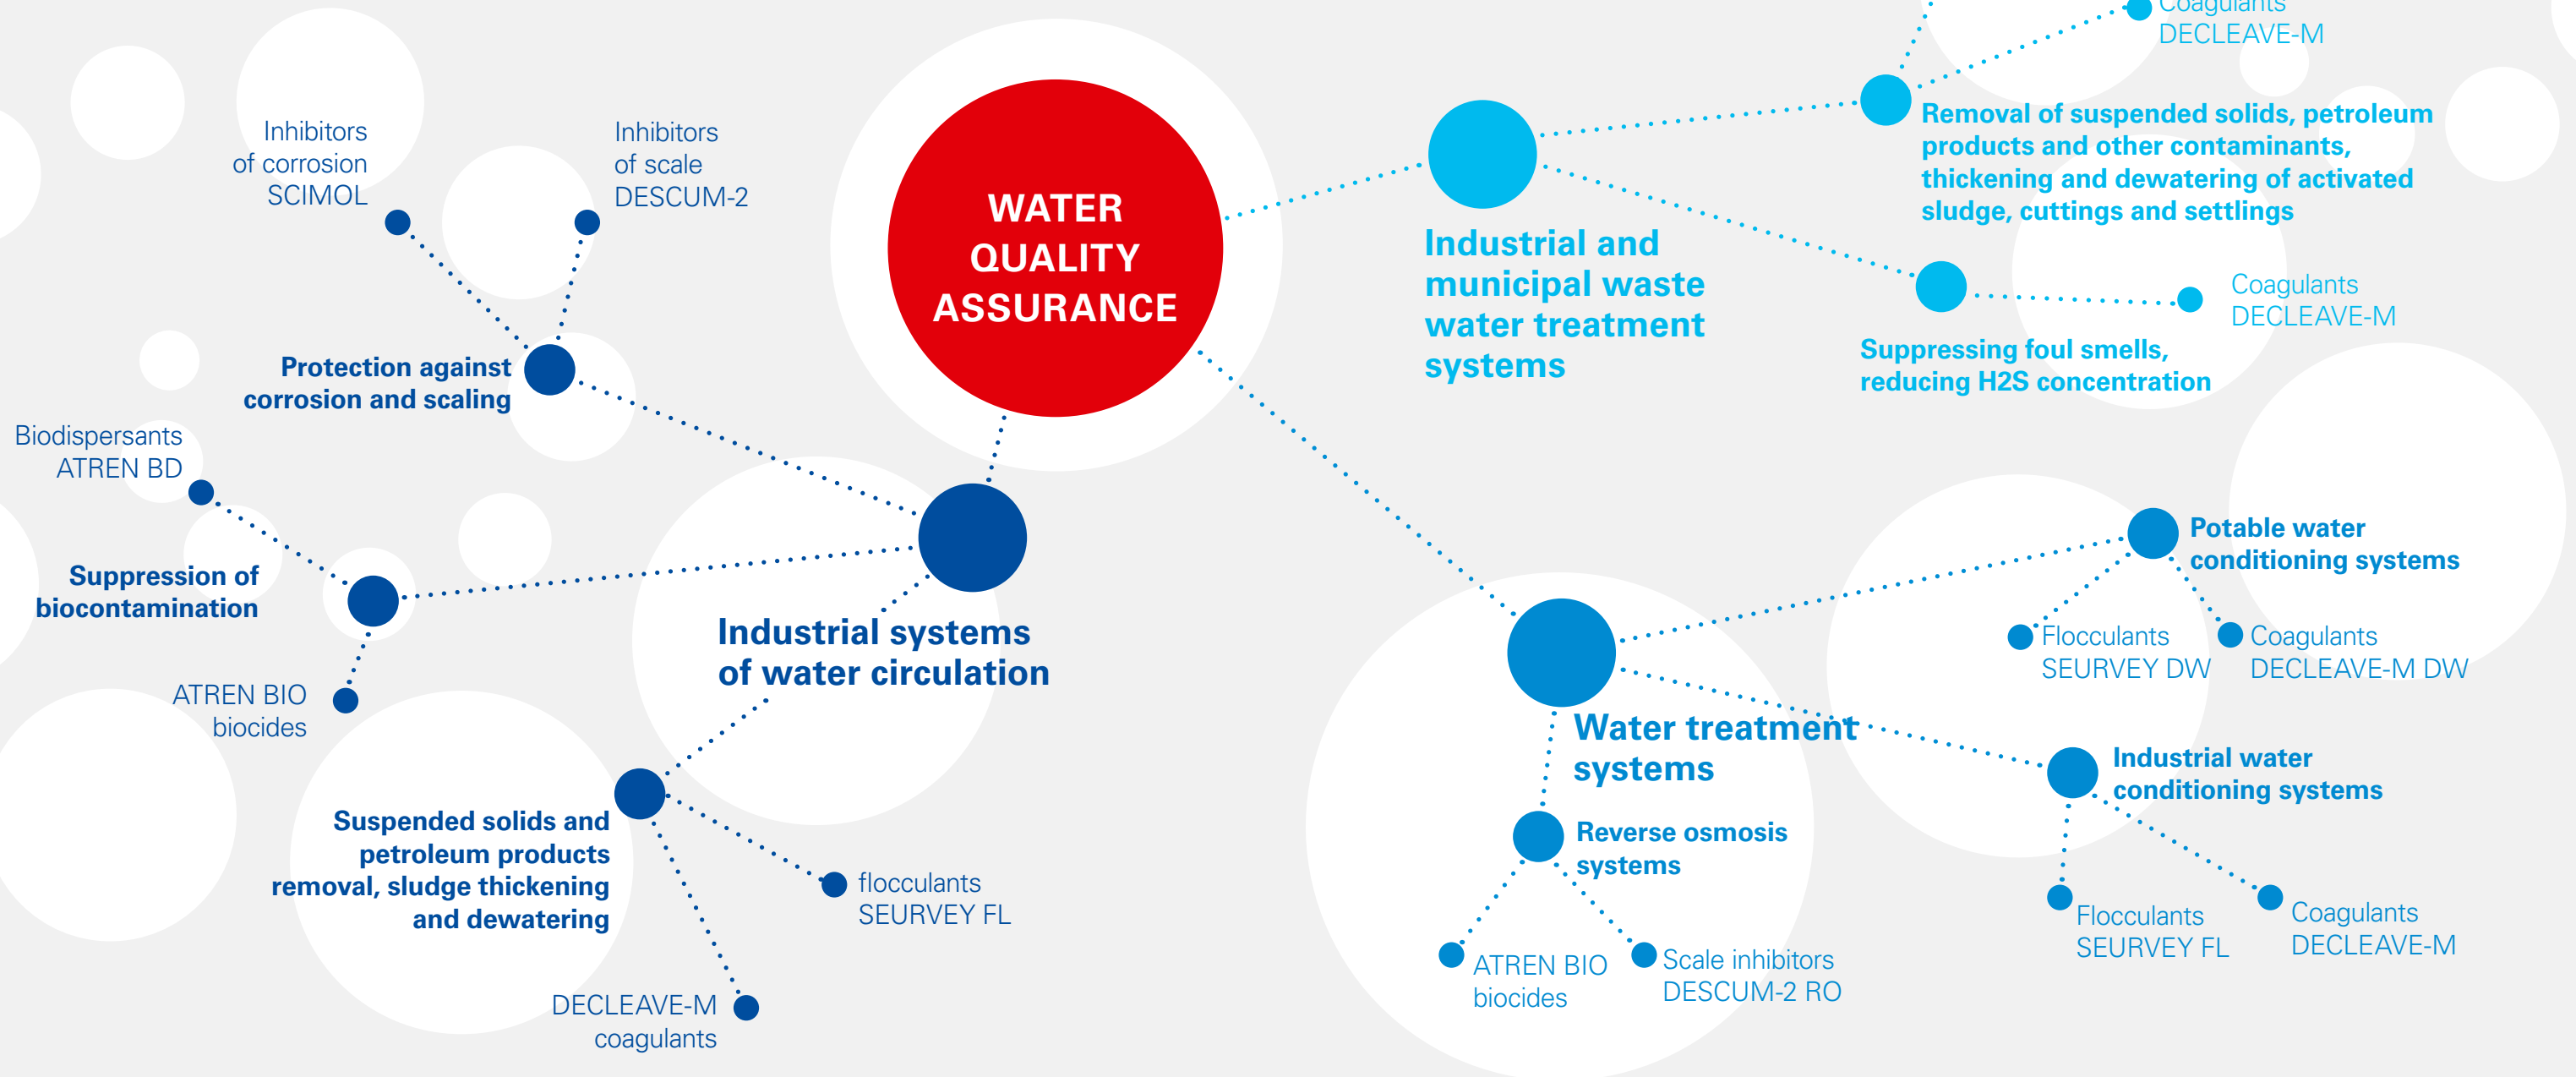 WATER
QUALITY
ASSURANCE
Inhibitors
of corrosion
SCIMOL
Inhibitors
of scale
DESCUM-2
Protection against
corrosion and scaling
Biodispersants
ATREN BD
Suppression of
biocontamination
ATREN BIO
biocides
Industrial systems
of water circulation
Suspended solids and
petroleum products
removal, sludge thickening
and dewatering
flocculants
SEURVEY FL
DECLEAVE-M
coagulants
Industrial and
municipal waste
water treatment
systems
Coagulants
DECLEAVE-M
Removal of suspended solids, petroleum
products and other contaminants,
thickening and dewatering of activated
sludge, cuttings and settlings
Coagulants
DECLEAVE-M
Suppressing foul smells,
reducing H2S concentration
Water treatment
systems
Potable water
conditioning systems
Flocculants
SEURVEY DW
Coagulants
DECLEAVE-M DW
Industrial water
conditioning systems
Flocculants
SEURVEY FL
Coagulants
DECLEAVE-M
Reverse osmosis
systems
ATREN BIO
biocides
Scale inhibitors
DESCUM-2 RO